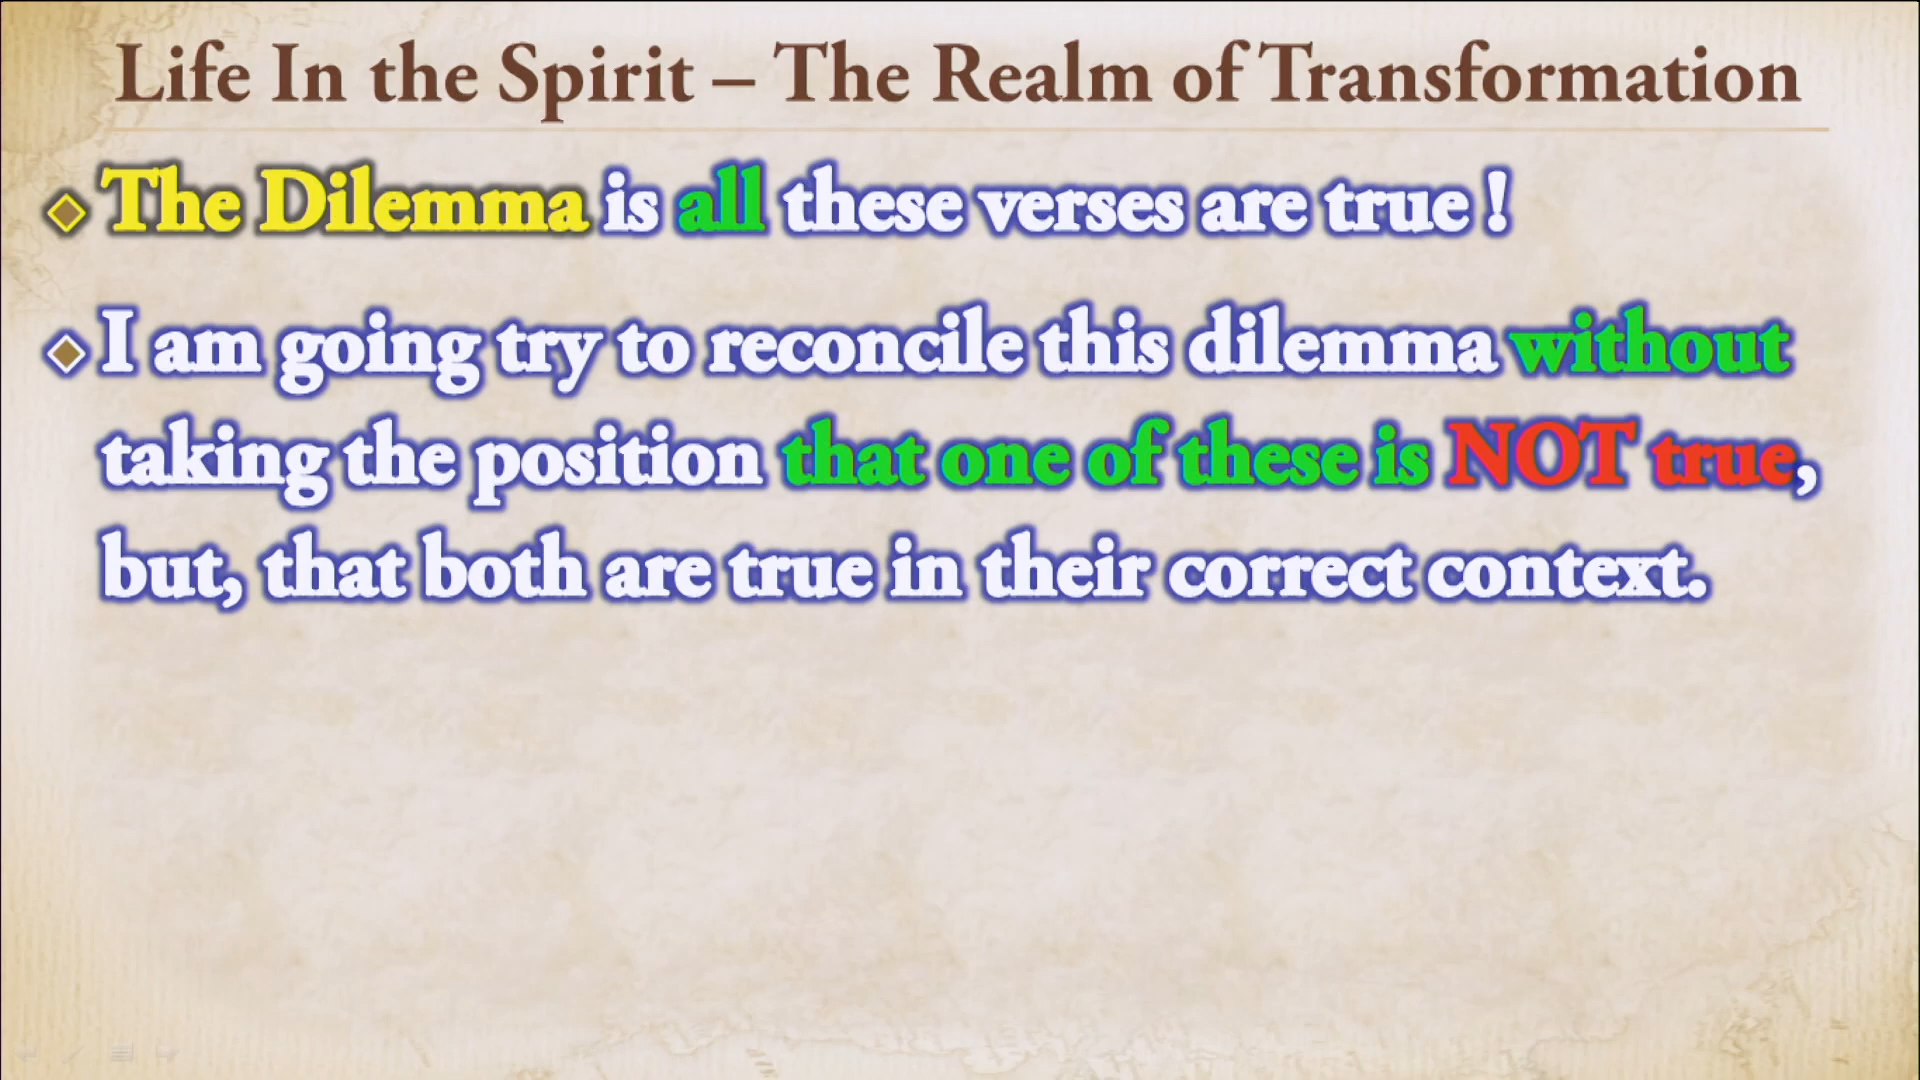 Life In the Spirit – The Realm of Transformation
The Dilemma is all these verses are true !
I am going try to reconcile this dilemma without
taking the position that one of these is NOT true,
but, that both are true in their correct context.